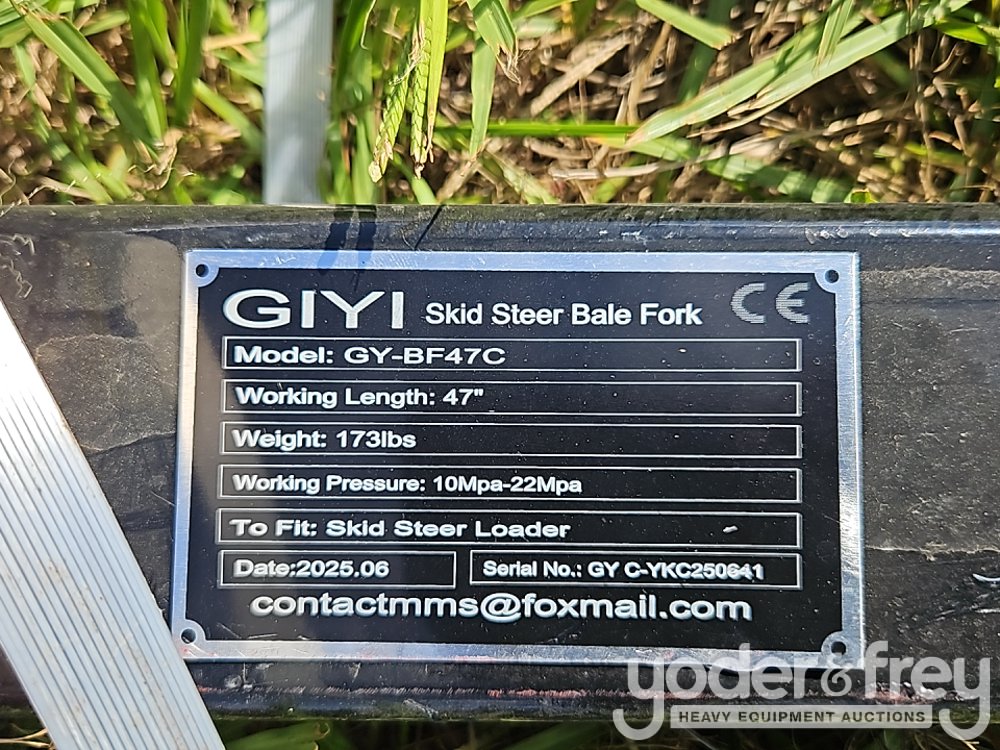 GIYI Skid Steer Bale Fork CE
Model: GY-BF47C
Working Length: 47"
Weight: 173lbs
Working Pressure: 10Mpa-22Mpa
To Fit: Skid Steer Loader
Date:2025.06 Serial No.: GY C-YKC250641
contactmms@foxmail.com
yoder&frey
HEAVY EQUIPMENT AUCTIONS